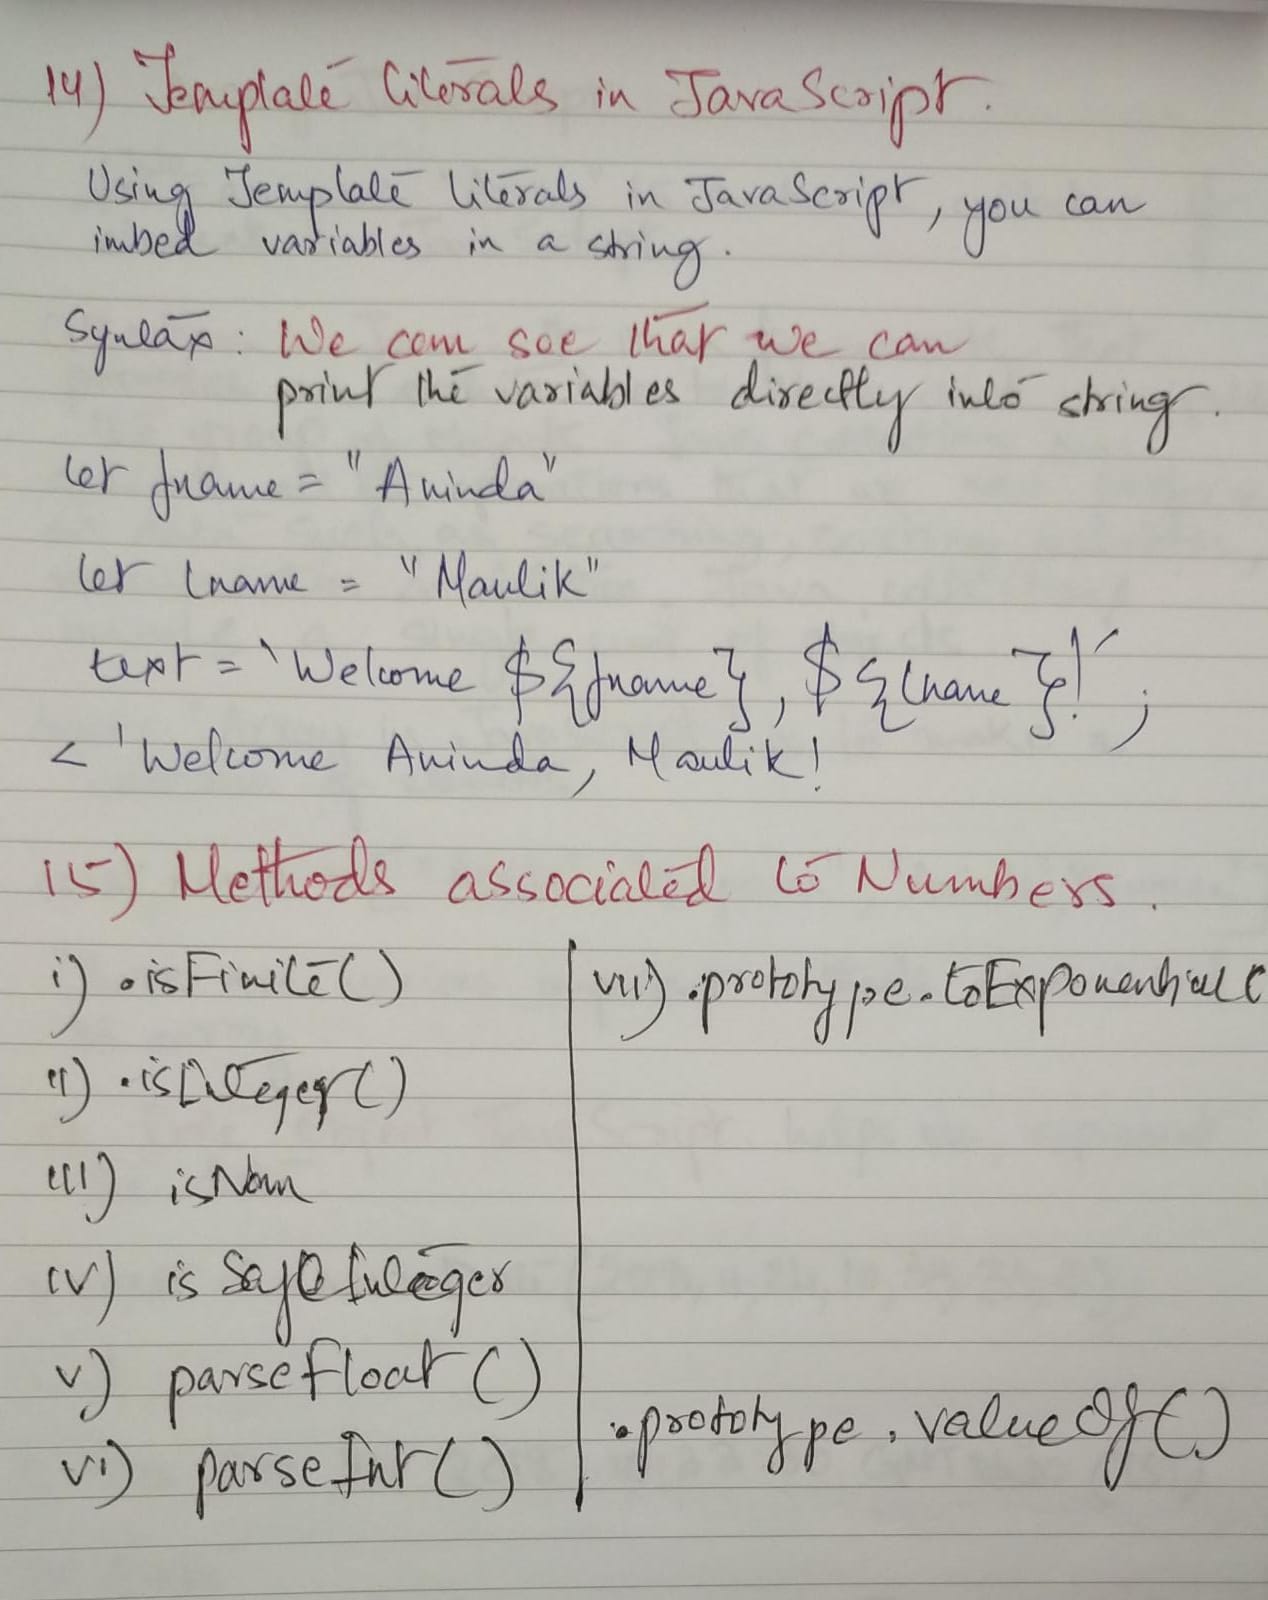 14) Template literals in JavaScript.
Using Template literals in JavaScript, you can
imbed variables in a string.
Syntax: We can see that we can
print the variables directly into string.
let fname = "Aninda"
let lname = "Maulik"
text = `Welcome ${fname}, ${lname}!`;
< 'Welcome Aninda, Maulik!
15) Methods associated to Numbers.
i) .isFinite()
ii) .isInteger()
iii) isNan
iv) is SafeInteger
v) parsefloat()
vi) parseInt()
vii) .prototype.toExponential(
.prototype.valueOf()